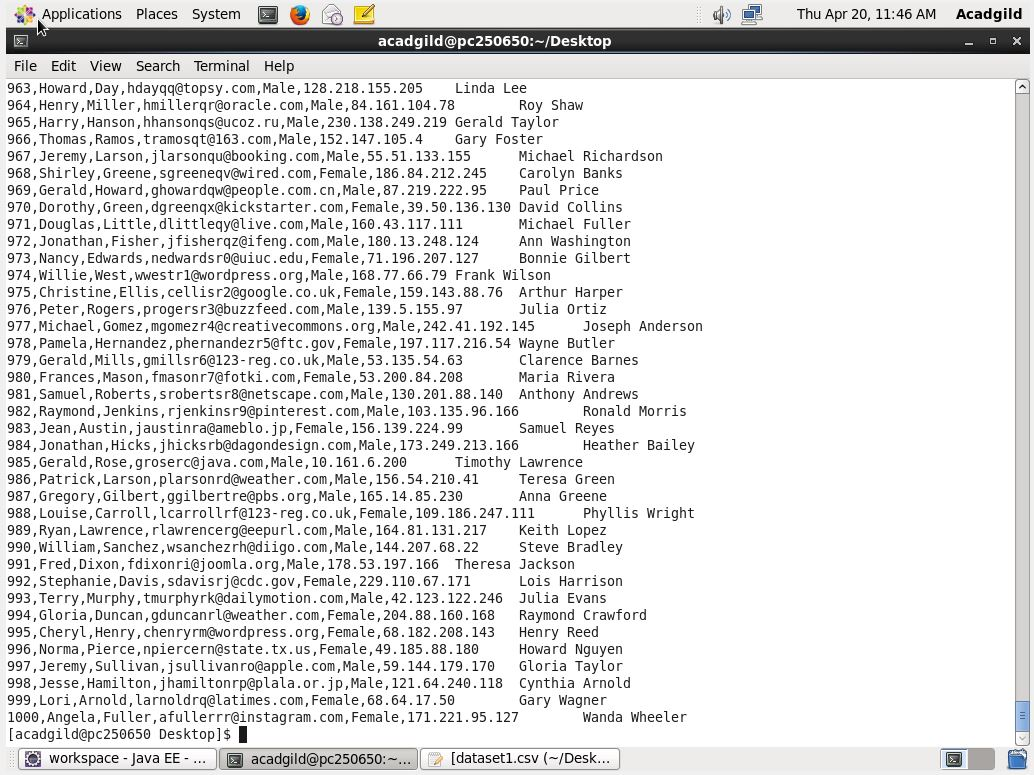 Applications Places System Thu Apr 20, 11:46 AM Acadgild
acadgild@pc250650:~/Desktop
File Edit View Search Terminal Help
963,Howard,Day,hdayqq@topsy.com,Male,128.218.155.205 Linda Lee
964,Henry,Miller,hmillerqr@oracle.com,Male,84.161.104.78 Roy Shaw
965,Harry,Hanson,hhansonqs@ucoz.ru,Male,230.138.249.219 Gerald Taylor
966,Thomas,Ramos,tramosqt@163.com,Male,152.147.105.4 Gary Foster
967,Jeremy,Larson,jlarsonqu@booking.com,Male,55.51.133.155 Michael Richardson
968,Shirley,Greene,sgreeneqv@wired.com,Female,186.84.212.245 Carolyn Banks
969,Gerald,Howard,ghowardqw@people.com.cn,Male,87.219.222.95 Paul Price
970,Dorothy,Green,dgreenqx@kickstarter.com,Female,39.50.136.130 David Collins
971,Douglas,Little,dlittleqy@live.com,Male,160.43.117.111 Michael Fuller
972,Jonathan,Fisher,jfisherqz@ifeng.com,Male,180.13.248.124 Ann Washington
973,Nancy,Edwards,nedwardsr0@uiuc.edu,Female,71.196.207.127 Bonnie Gilbert
974,Willie,West,wwestr1@wordpress.org,Male,168.77.66.79 Frank Wilson
975,Christine,Ellis,cellisr2@google.co.uk,Female,159.143.88.76 Arthur Harper
976,Peter,Rogers,progersr3@buzzfeed.com,Male,139.5.155.97 Julia Ortiz
977,Michael,Gomez,mgomezr4@creativecommons.org,Male,242.41.192.145 Joseph Anderson
978,Pamela,Hernandez,phernandezr5@ftc.gov,Female,197.117.216.54 Wayne Butler
979,Gerald,Mills,gmillsr6@123-reg.co.uk,Male,53.135.54.63 Clarence Barnes
980,Frances,Mason,fmasonr7@fotki.com,Female,53.200.84.208 Maria Rivera
981,Samuel,Roberts,srobertsr8@netscape.com,Male,130.201.88.140 Anthony Andrews
982,Raymond,Jenkins,rjenkinsr9@pinterest.com,Male,103.135.96.166 Ronald Morris
983,Jean,Austin,jaustinra@ameblo.jp,Female,156.139.224.99 Samuel Reyes
984,Jonathan,Hicks,jhicksrb@dagondesign.com,Male,173.249.213.166 Heather Bailey
985,Gerald,Rose,groserc@java.com,Male,10.161.6.200 Timothy Lawrence
986,Patrick,Larson,plarsonrd@weather.com,Male,156.54.210.41 Teresa Green
987,Gregory,Gilbert,ggilbertre@pbs.org,Male,165.14.85.230 Anna Greene
988,Louise,Carroll,lcarrollrf@123-reg.co.uk,Female,109.186.247.111 Phyllis Wright
989,Ryan,Lawrence,rlawrencerg@eepurl.com,Male,164.81.131.217 Keith Lopez
990,William,Sanchez,wsanchezrh@diigo.com,Male,144.207.68.22 Steve Bradley
991,Fred,Dixon,fdixonri@joomla.org,Male,178.53.197.166 Theresa Jackson
992,Stephanie,Davis,sdavisrj@cdc.gov,Female,229.110.67.171 Lois Harrison
993,Terry,Murphy,tmurphyrk@dailymotion.com,Male,42.123.122.246 Julia Evans
994,Gloria,Duncan,gduncanrl@weather.com,Female,204.88.160.168 Raymond Crawford
995,Cheryl,Henry,chenryrm@wordpress.org,Female,68.182.208.143 Henry Reed
996,Norma,Pierce,npiercern@state.tx.us,Female,49.185.88.180 Howard Nguyen
997,Jeremy,Sullivan,jsullivanro@apple.com,Male,59.144.179.170 Gloria Taylor
998,Jesse,Hamilton,jhamiltonrp@plala.or.jp,Male,121.64.240.118 Cynthia Arnold
999,Lori,Arnold,larnoldrq@latimes.com,Female,68.64.17.50 Gary Wagner
1000,Angela,Fuller,afullerrr@instagram.com,Female,171.221.95.127 Wanda Wheeler
[acadgild@pc250650 Desktop]$
workspace - Java EE - ... acadgild@pc250650:~... [dataset1.csv (~/Desk...